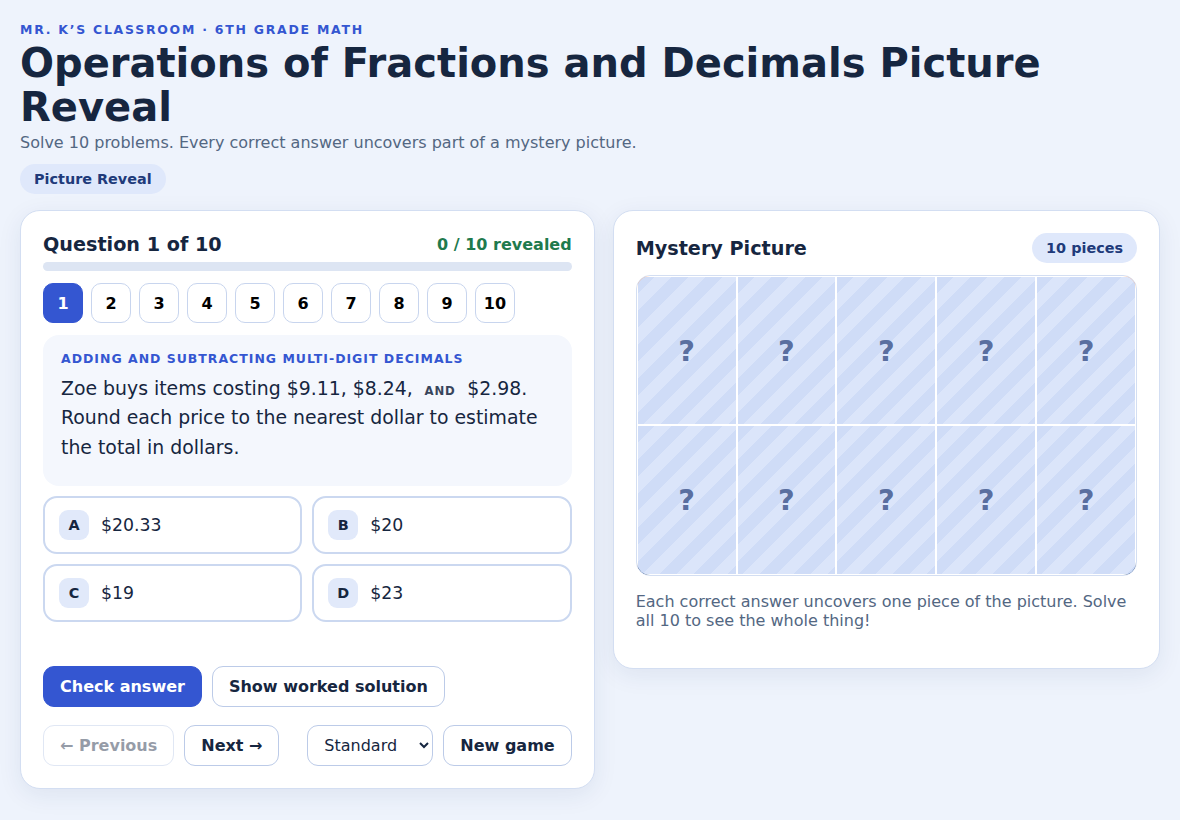 MR. K’S CLASSROOM · 6TH GRADE MATH
Operations of Fractions and Decimals Picture
Reveal
Solve 10 problems. Every correct answer uncovers part of a mystery picture.
Picture Reveal
Question 1 of 10
0 / 10 revealed
1 2 3 4 5 6 7 8 9 10
ADDING AND SUBTRACTING MULTI-DIGIT DECIMALS
Zoe buys items costing $9.11, $8.24, AND $2.98.
Round each price to the nearest dollar to estimate
the total in dollars.
A $20.33
B $20
C $19
D $23
Check answer
Show worked solution
← Previous
Next →
Standard
New game
Mystery Picture
10 pieces
? ? ? ? ?
? ? ? ? ?
Each correct answer uncovers one piece of the picture. Solve
all 10 to see the whole thing!